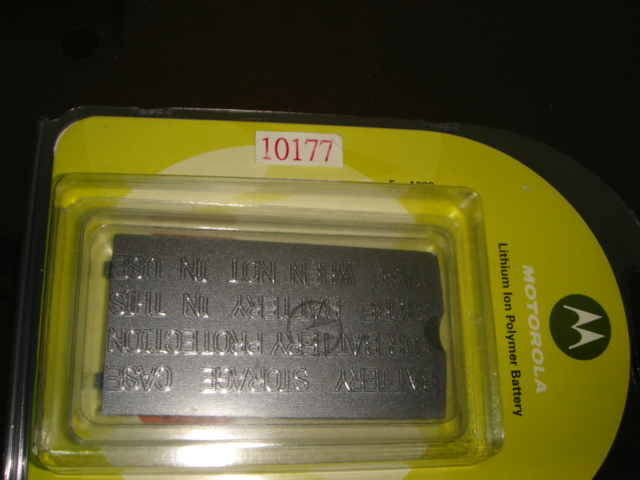 10177
MOTOROLA
Lithium Ion Polymer Battery
BATTERY STORAGE CASE
FOR BATTERY PROTECTION
STORE BATTERY IN THIS
CASE WHEN NOT IN USE